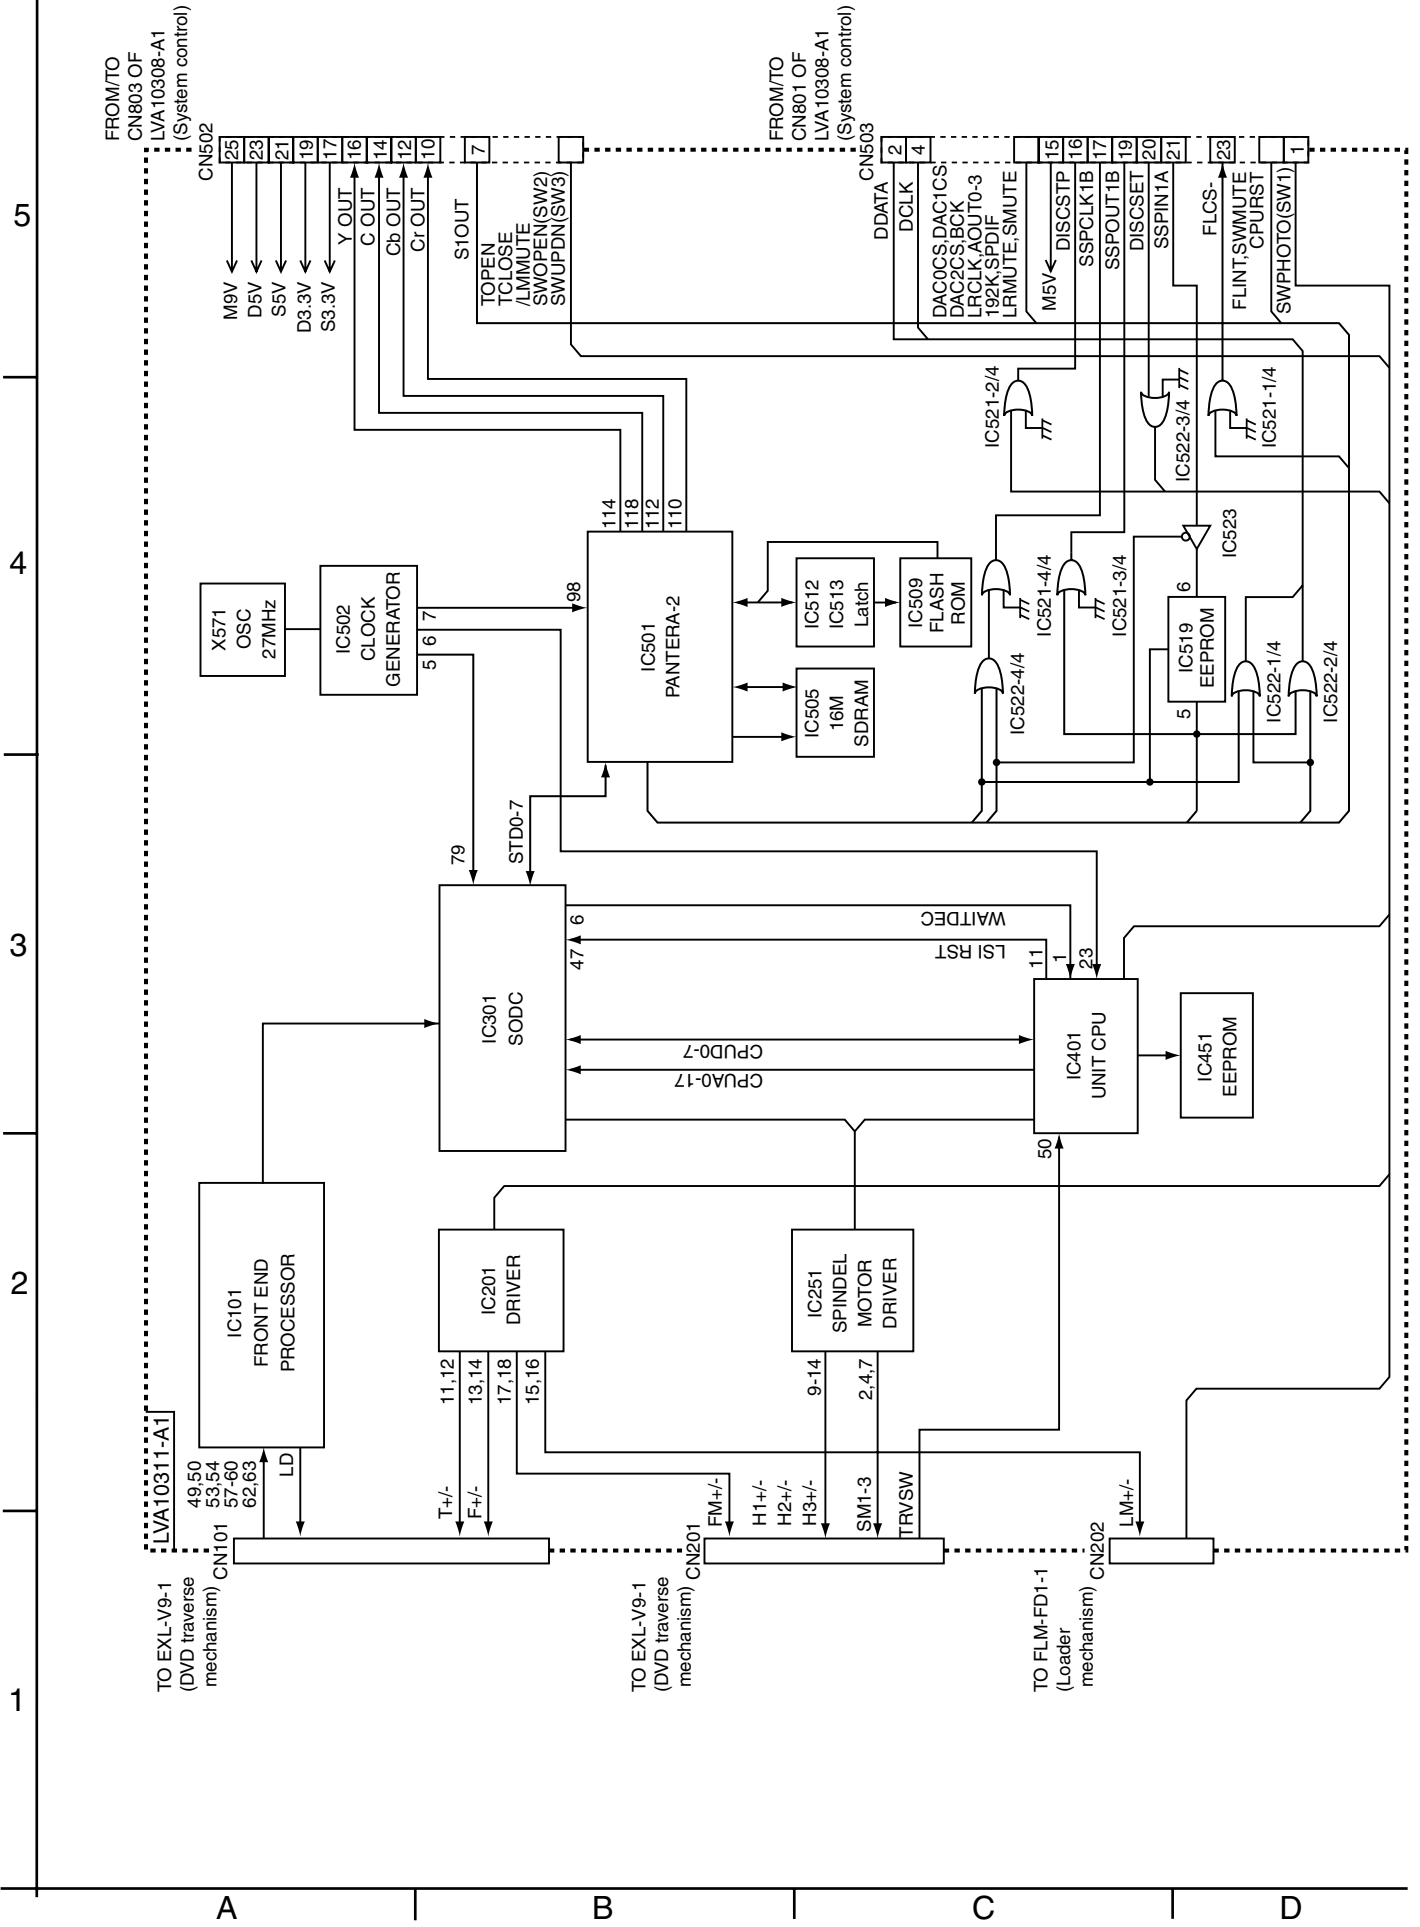 FROM/TO
CN803 OF
LVA10308-A1
(System control)
CN502
25
23
21
19
17
16
14
12
10
7
M9V
D5V
S5V
D3.3V
S3.3V
Y OUT
C OUT
Cb OUT
Cr OUT
S1OUT
TOPEN
TCLOSE
/LMMUTE
SWOPEN(SW2)
SWUPDN(SW3)
FROM/TO
CN801 OF
LVA10308-A1
(System control)
CN503
2
4
15
16
17
19
20
21
23
1
DDATA
DCLK
DAC0CS,DAC1CS
DAC2CS,BCK
LRCLK,AOUT0-3
192K,SPDIF
LRMUTE,SMUTE
M5V
DISCSTP
SSPCLK1B
SSPOUT1B
DISCSET
SSPIN1A
FLCS-
FLINT,SWMUTE
CPURST
SWPHOTO(SW1)
5
IC521-2/4
IC522-3/4
IC521-1/4
114
118
112
110
X571
OSC
27MHz
IC502
CLOCK
GENERATOR
7
6
5
98
IC501
PANTERA-2
IC512
IC513
Latch
IC509
FLASH
ROM
IC505
16M
SDRAM
IC521-4/4
IC521-3/4
IC522-4/4
IC523
6
IC519
EEPROM
5
IC522-1/4
IC522-2/4
4
79
STD0-7
IC301
SODC
6
47
WAITDEC
LSI RST
11
1
23
CPUD0-7
CPUA0-17
IC401
UNIT CPU
IC451
EEPROM
50
3
IC101
FRONT END
PROCESSOR
IC201
DRIVER
IC251
SPINDEL
MOTOR
DRIVER
11,12
13,14
17,18
15,16
9-14
2,4,7
2
LVA10311-A1
49,50
53,54
57-60
62,63
LD
T+/-
F+/-
FM+/-
H1+/-
H2+/-
H3+/-
SM1-3
TRVSW
LM+/-
CN101
TO EXL-V9-1
(DVD traverse
mechanism)
CN201
TO EXL-V9-1
(DVD traverse
mechanism)
CN202
TO FLM-FD1-1
(Loader
mechanism)
1
A
B
C
D